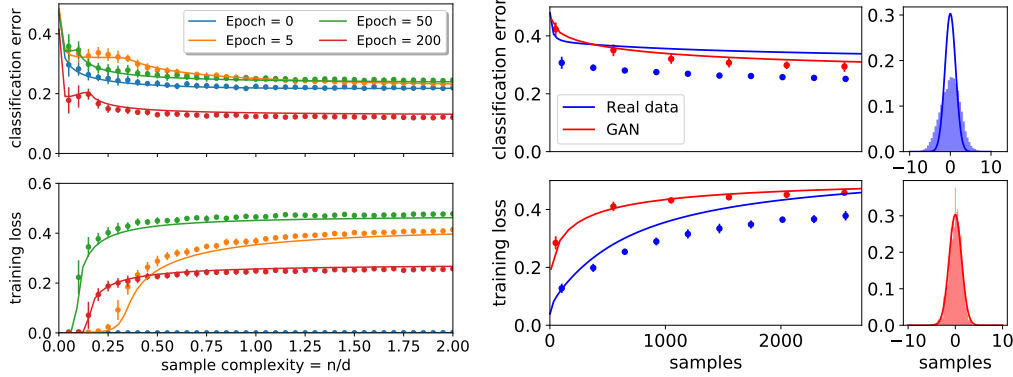 classification error
0.4
0.2
0.0
Epoch = 0
Epoch = 5
Epoch = 50
Epoch = 200
training loss
0.6
0.4
0.2
0.0
0.00 0.25 0.50 0.75 1.00 1.25 1.50 1.75 2.00
sample complexity = n/d
classification error
0.4
0.2
0.0
Real data
GAN
0.3
0.2
0.1
0.0
−10 0 10
training loss
0.4
0.2
0.0
0 1000 2000
samples
0.3
0.2
0.1
0.0
−10 0 10
samples